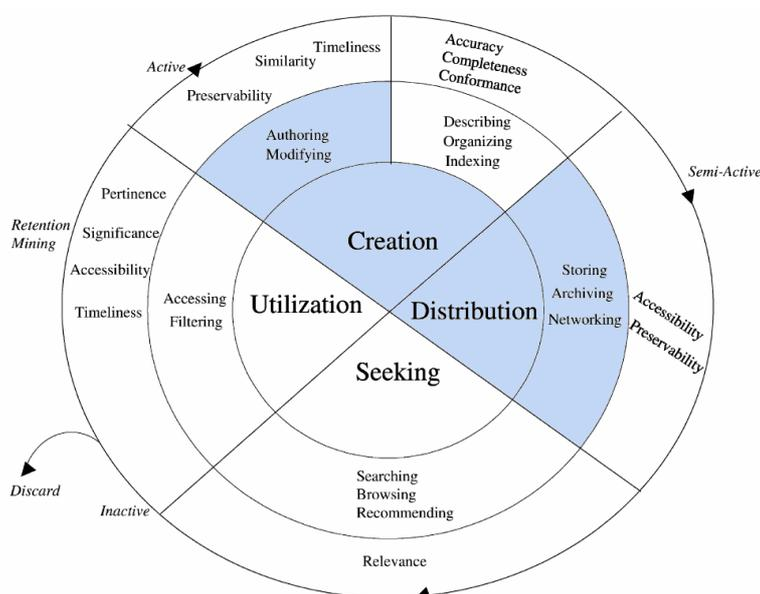 Active
Timeliness
Similarity
Preservability
Accuracy
Completeness
Conformance
Authoring
Modifying
Describing
Organizing
Indexing
Semi-Active
Pertinence
Significance
Accessibility
Timeliness
Retention
Mining
Creation
Utilization
Distribution
Seeking
Accessing
Filtering
Storing
Archiving
Networking
Accessibility
Preservability
Searching
Browsing
Recommending
Relevance
Discard
Inactive